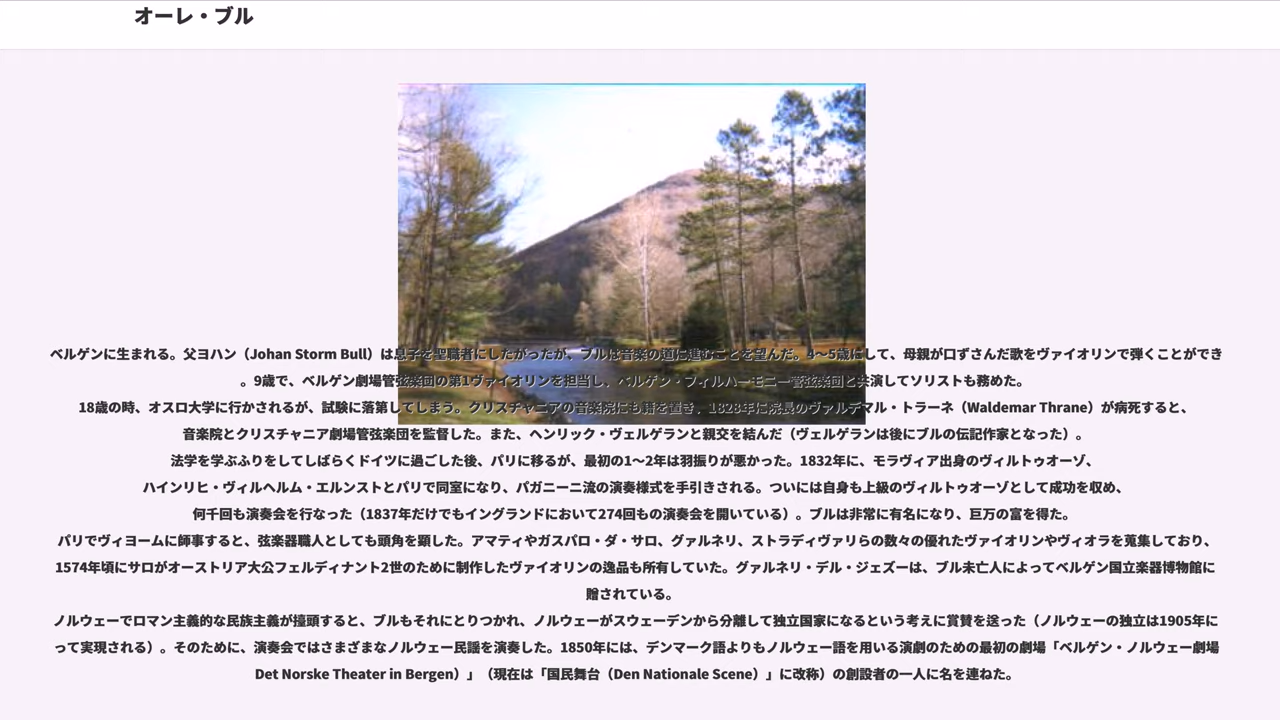 オーレ・ブル
ベルゲンに生まれる。父ヨハン（Johan Storm Bull）は息子を聖職者にしたがったが、ブルは音楽の道に進むことを望んだ。4〜5歳にして、母親が口ずさんだ歌をヴァイオリンで弾くことができ
。9歳で、ベルゲン劇場管弦楽団の第1ヴァイオリンを担当し、ベルゲン・フィルハーモニー管弦楽団と共演してソリストも務めた。
18歳の時、オスロ大学に行かされるが、試験に落第してしまう。クリスチャニアの音楽院にも籍を置き、1828年に院長のヴァルデマル・トラーネ（Waldemar Thrane）が病死すると、
音楽院とクリスチャニア劇場管弦楽団を監督した。また、ヘンリック・ヴェルゲランと親交を結んだ（ヴェルゲランは後にブルの伝記作家となった）。
法学を学ぶふりをしてしばらくドイツに過ごした後、パリに移るが、最初の1〜2年は羽振りが悪かった。1832年に、モラヴィア出身のヴィルトゥオーゾ、
ハインリヒ・ヴィルヘルム・エルンストとパリで同室になり、パガニーニ流の演奏様式を手引きされる。ついには自身も上級のヴィルトゥオーゾとして成功を収め、
何千回も演奏会を行なった（1837年だけでもイングランドにおいて274回もの演奏会を開いている）。ブルは非常に有名になり、巨万の富を得た。
パリでヴィヨームに師事すると、弦楽器職人としても頭角を顕した。アマティやガスパロ・ダ・サロ、グァルネリ、ストラディヴァリらの数々の優れたヴァイオリンやヴィオラを蒐集しており、
1574年頃にサロがオーストリア大公フェルディナント2世のために制作したヴァイオリンの逸品も所有していた。グァルネリ・デル・ジェズーは、ブル未亡人によってベルゲン国立楽器博物館に
贈されている。
ノルウェーでロマン主義的な民族主義が擡頭すると、ブルもそれにとりつかれ、ノルウェーがスウェーデンから分離して独立国家になるという考えに賞賛を送った（ノルウェーの独立は1905年に
って実現される）。そのために、演奏会ではさまざまなノルウェー民謡を演奏した。1850年には、デンマーク語よりもノルウェー語を用いる演劇のための最初の劇場「ベルゲン・ノルウェー劇場
Det Norske Theater in Bergen）」（現在は「国民舞台（Den Nationale Scene）」に改称）の創設者の一人に名を連ねた。